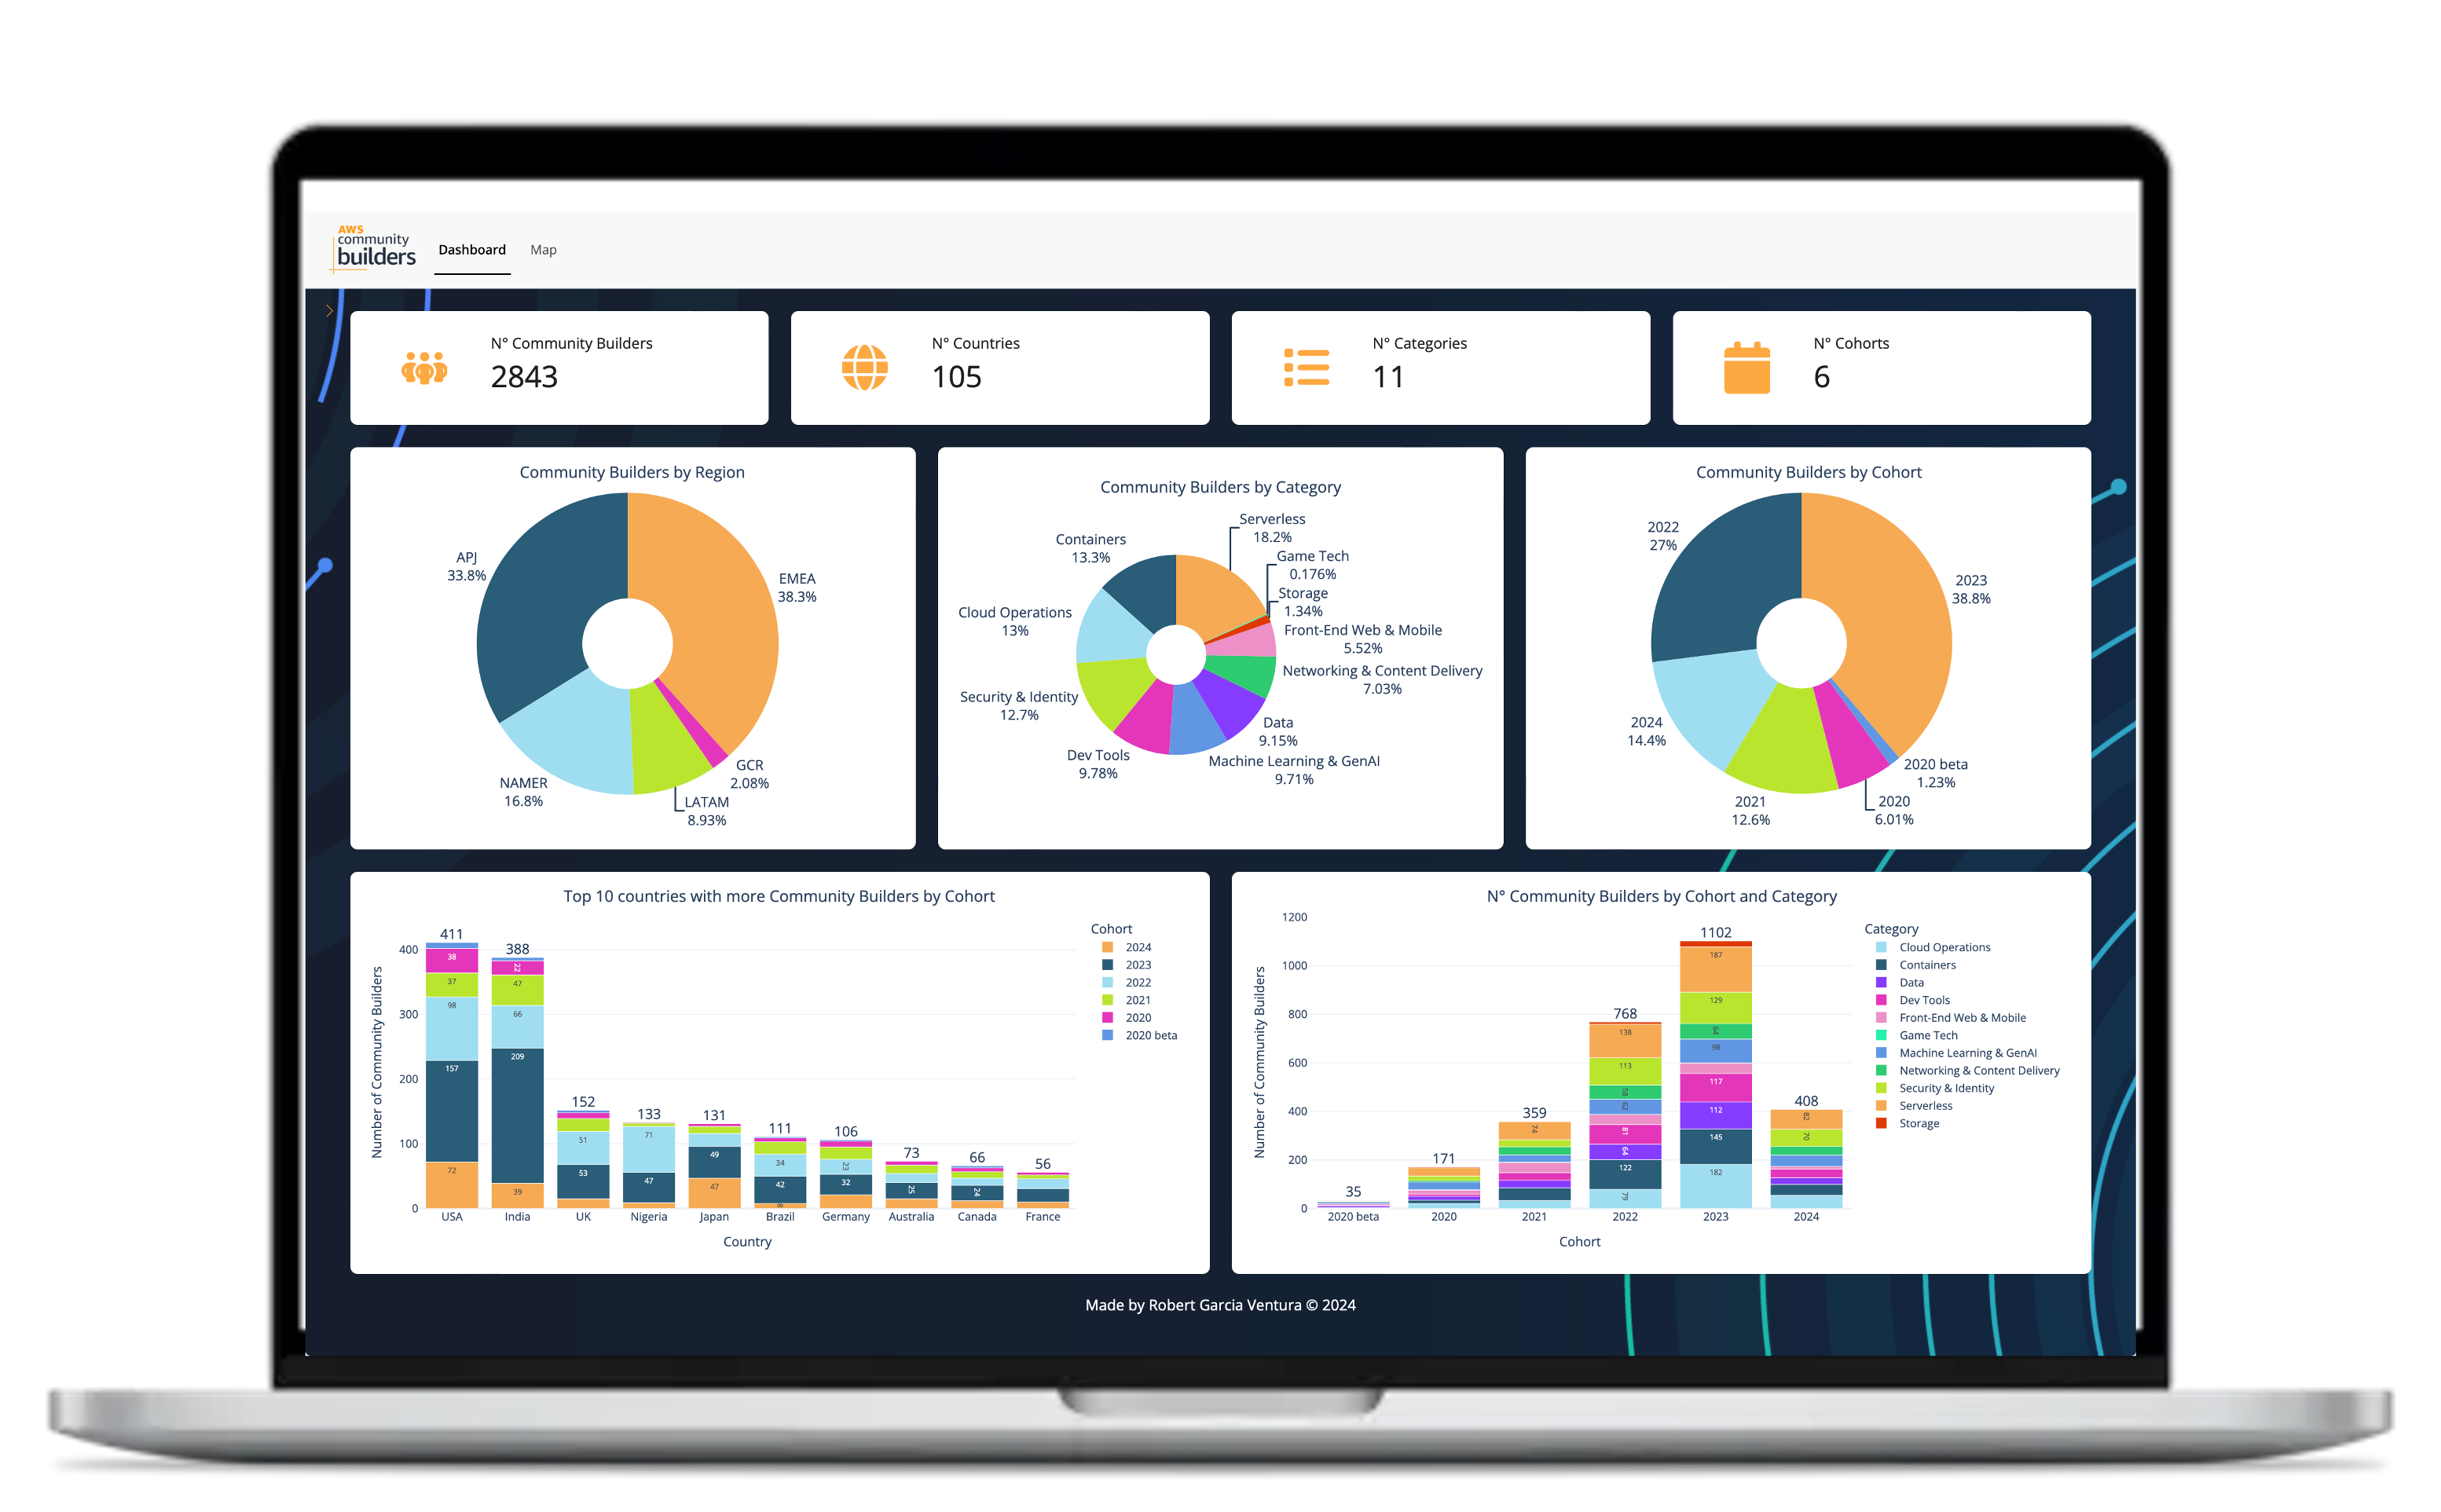 AWS
community
builders
Dashboard
Map
N° Community Builders
2843
N° Countries
105
N° Categories
11
N° Cohorts
6
Community Builders by Region
APJ
33.8%
EMEA
38.3%
NAMER
16.8%
GCR
2.08%
LATAM
8.93%
Community Builders by Category
Serverless
18.2%
Containers
13.3%
Game Tech
0.176%
Storage
1.34%
Cloud Operations
13%
Front-End Web & Mobile
5.52%
Networking & Content Delivery
7.03%
Security & Identity
12.7%
Data
9.15%
Dev Tools
9.78%
Machine Learning & GenAI
9.71%
Community Builders by Cohort
2022
27%
2023
38.8%
2024
14.4%
2020 beta
1.23%
2021
12.6%
2020
6.01%
Top 10 countries with more Community Builders by Cohort
Number of Community Builders
400
300
200
100
0
411
38
37
98
157
72
388
22
47
66
209
39
152
51
53
133
71
47
131
49
47
111
34
42
8
106
23
32
73
25
66
24
56
USA
India
UK
Nigeria
Japan
Brazil
Germany
Australia
Canada
France
Country
Cohort
2024
2023
2022
2021
2020
2020 beta
N° Community Builders by Cohort and Category
Number of Community Builders
1200
1000
800
600
400
200
0
35
171
359
74
768
138
113
58
62
81
64
122
79
1102
187
129
64
98
117
112
145
182
408
82
70
2020 beta
2020
2021
2022
2023
2024
Cohort
Category
Cloud Operations
Containers
Data
Dev Tools
Front-End Web & Mobile
Game Tech
Machine Learning & GenAI
Networking & Content Delivery
Security & Identity
Serverless
Storage
Made by Robert Garcia Ventura © 2024